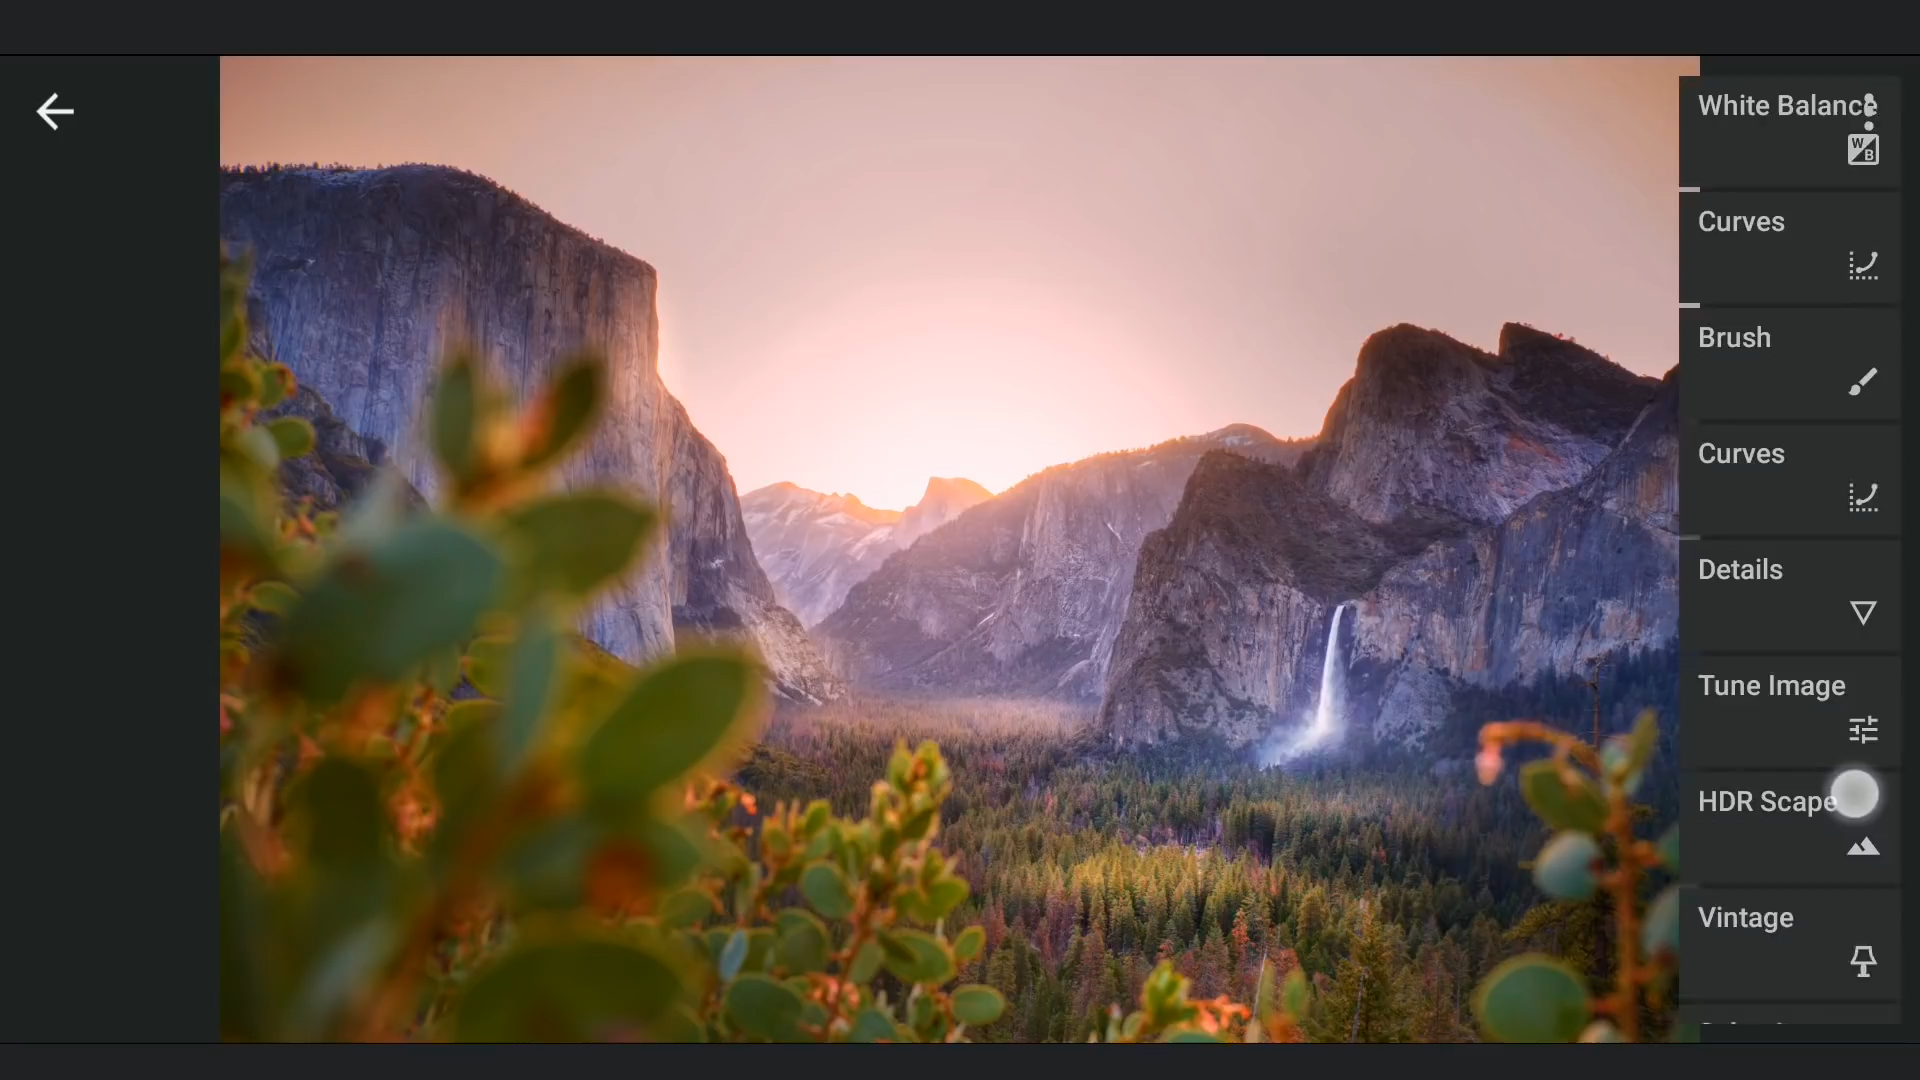 White Balance
W
B
Curves
Brush
Curves
Details
Tune Image
HDR Scape
Vintage